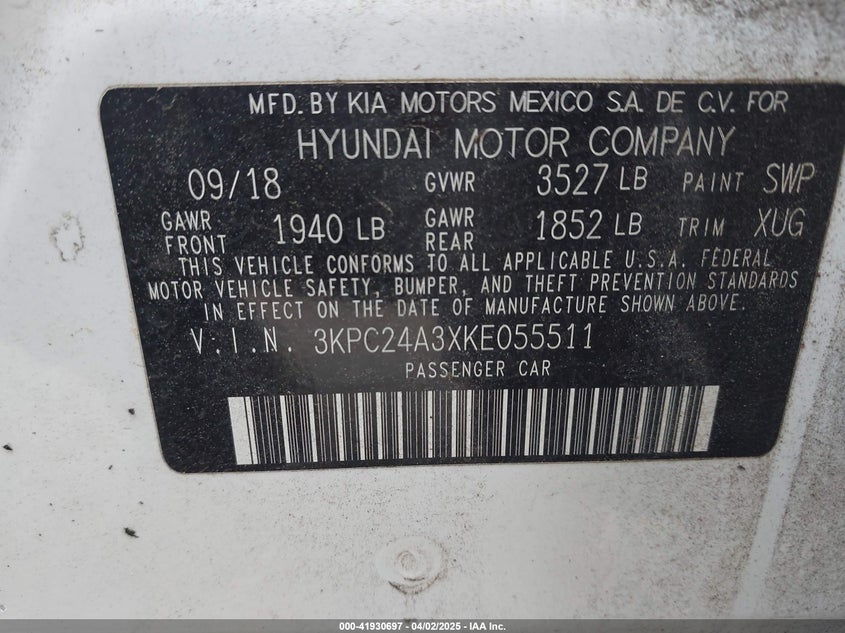 MFD. BY KIA MOTORS MEXICO S.A. DE C.V. FOR
HYUNDAI MOTOR COMPANY
09/18 GVWR 3527 LB PAINT SWP
GAWR FRONT 1940 LB GAWR REAR 1852 LB TRIM XUG
THIS VEHICLE CONFORMS TO ALL APPLICABLE U.S.A. FEDERAL
MOTOR VEHICLE SAFETY, BUMPER, AND THEFT PREVENTION STANDARDS
IN EFFECT ON THE DATE OF MANUFACTURE SHOWN ABOVE.
V.I.N. 3KPC24A3XKE055511
PASSENGER CAR
000-41930697 - 04/02/2025 - IAA Inc.